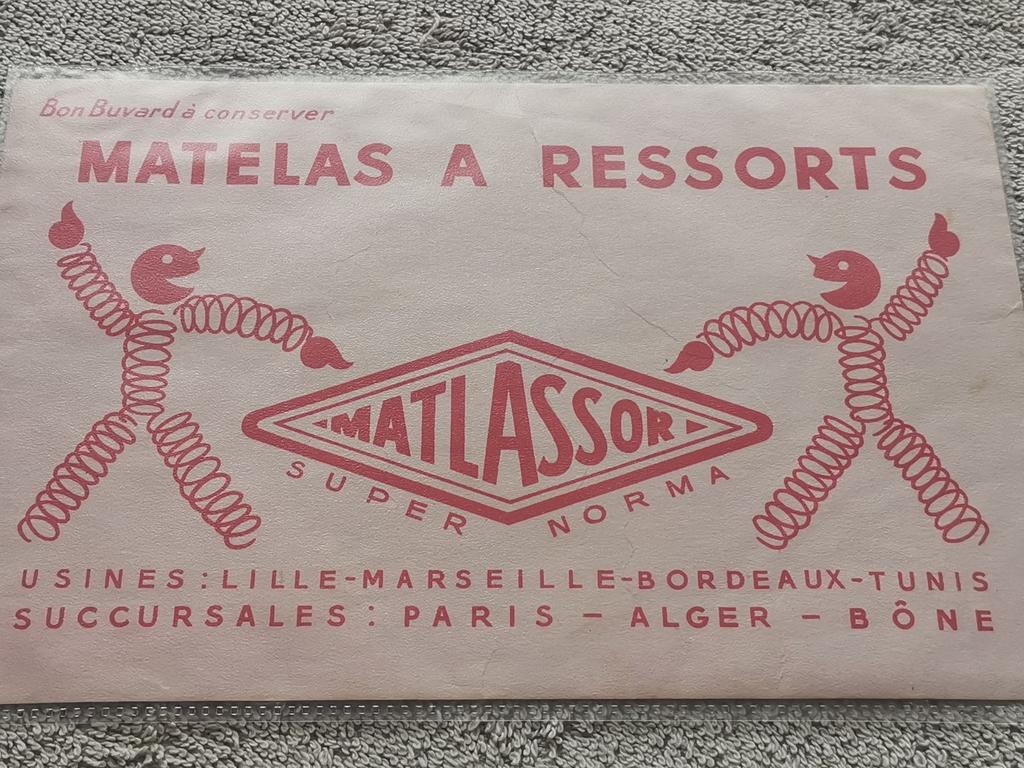 Bon Buvard à conserver
MATELAS A RESSORTS
MATLASSOR
SUPER NORMA
USINES : LILLE-MARSEILLE-BORDEAUX-TUNIS
SUCCURSALES : PARIS - ALGER - BÔNE